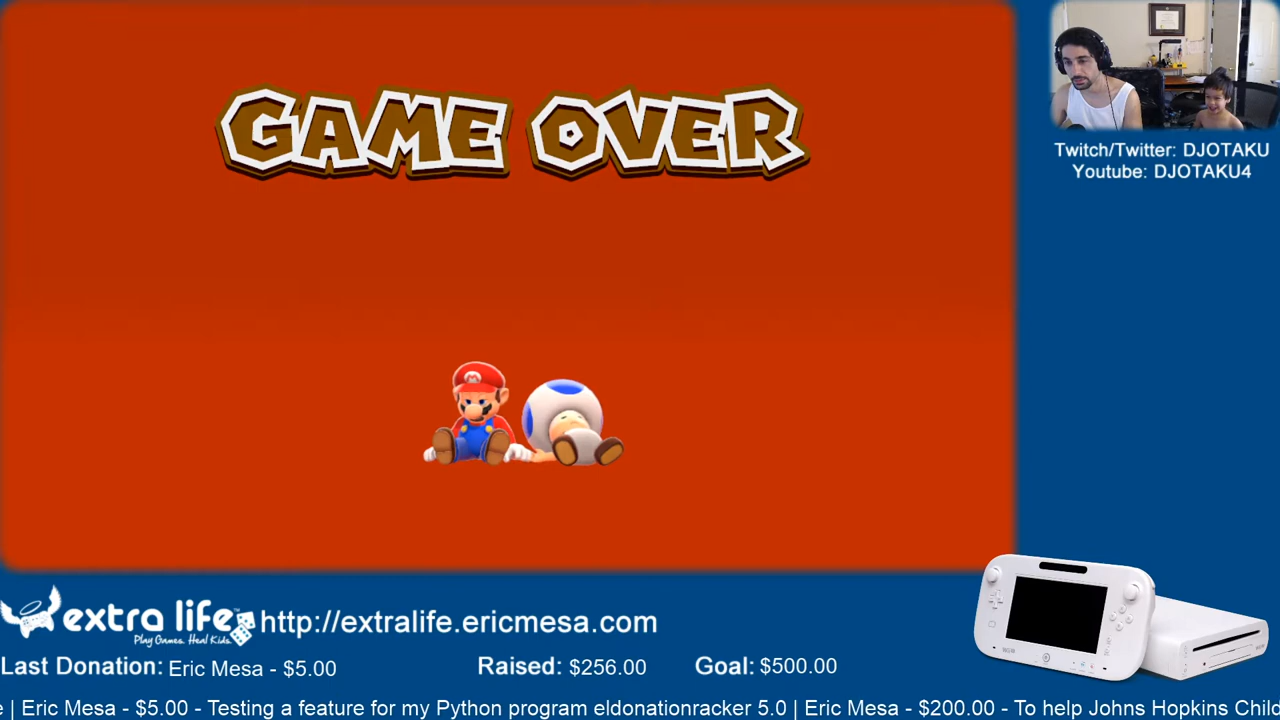 GAME OVER
Twitch/Twitter: DJOTAKU
Youtube: DJOTAKU4
extra life
Play Games. Heal Kids.
http://extralife.ericmesa.com
Last Donation: Eric Mesa - $5.00 Raised: $256.00 Goal: $500.00
e | Eric Mesa - $5.00 - Testing a feature for my Python program eldonationracker 5.0 | Eric Mesa - $200.00 - To help Johns Hopkins Chil